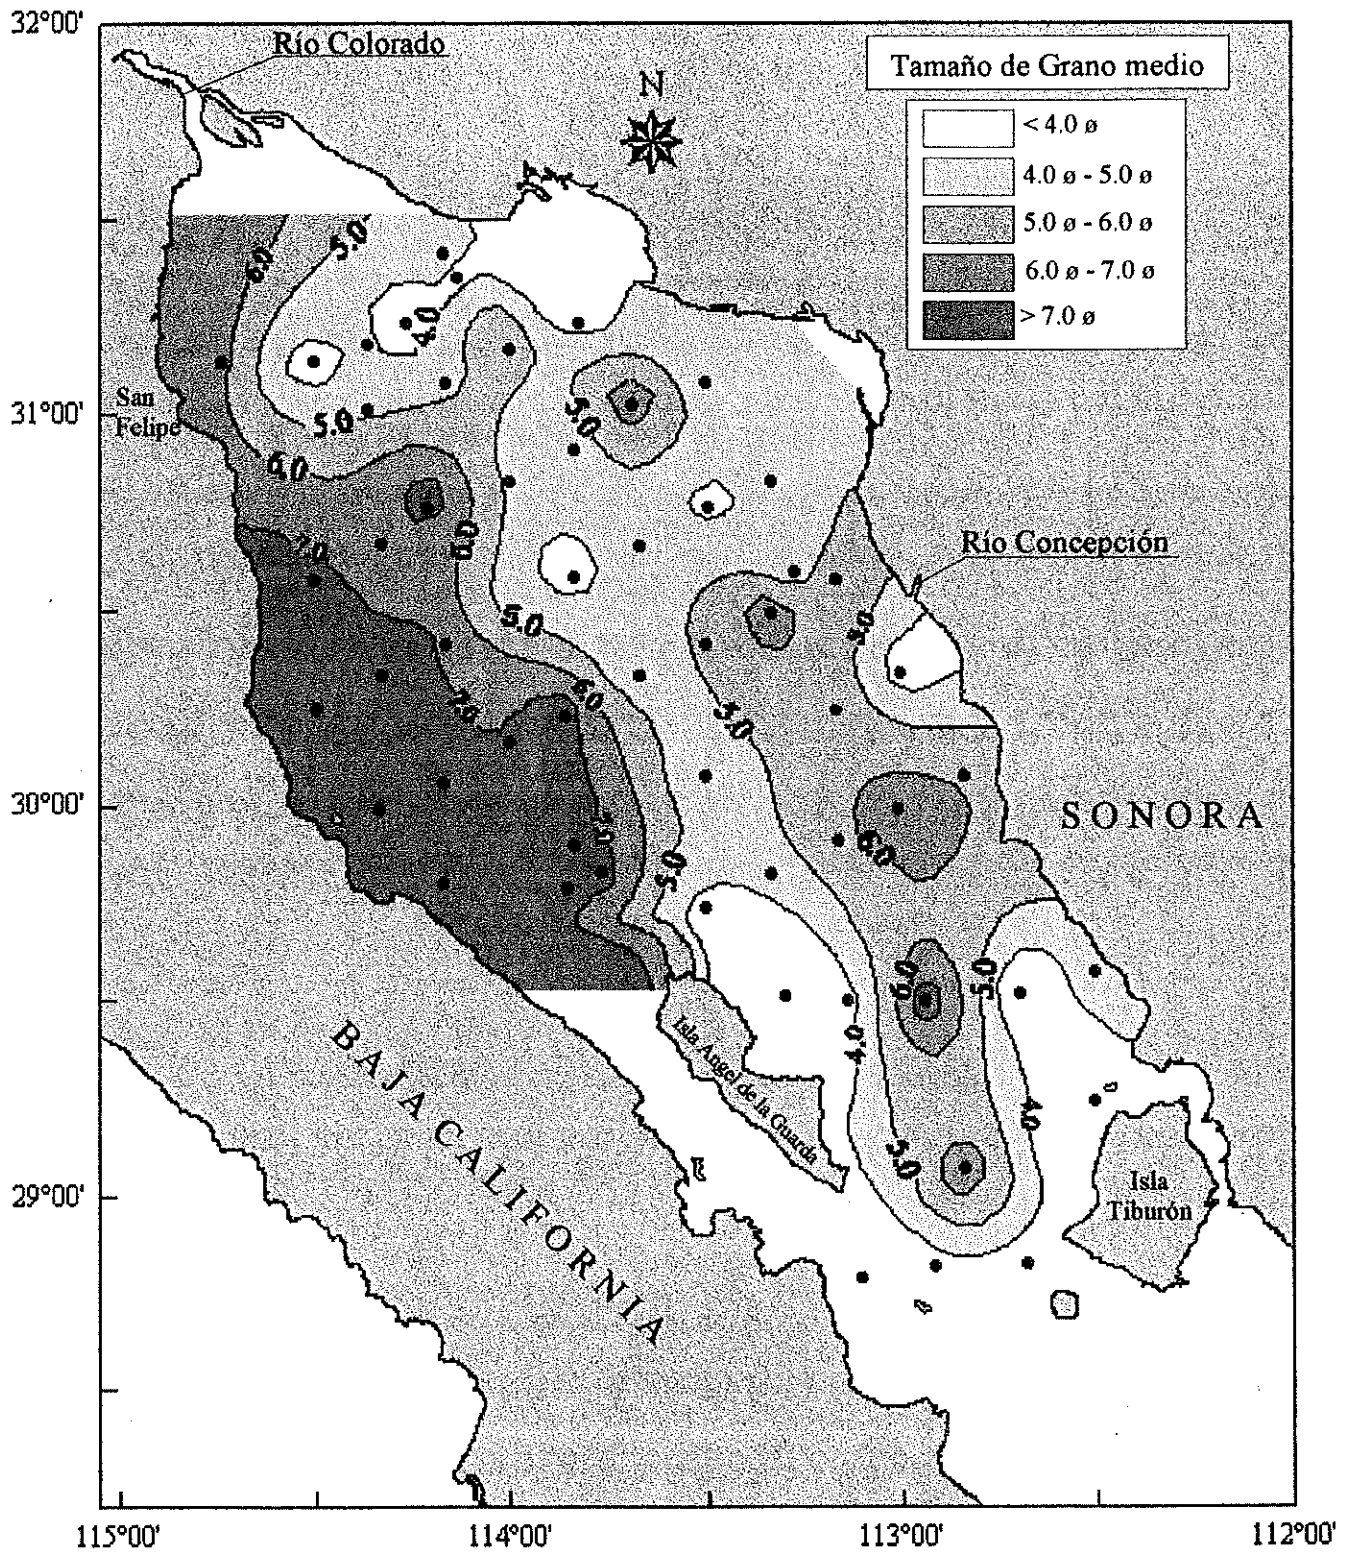 32°00'
Río Colorado
N
Tamaño de Grano medio
< 4.0 ø
4.0 ø - 5.0 ø
5.0 ø - 6.0 ø
6.0 ø - 7.0 ø
> 7.0 ø
5.0
6.0
4.0
San
Felipe
31°00'
5.0
5.0
6.0
7.0
6.0
Río Concepción
5.0
5.0
6.0
7.0
5.0
30°00'
SONORA
7.0
6.0
5.0
6.0
5.0
4.0
Isla Angel de la Guarda
BAJA CALIFORNIA
4.0
5.0
29°00'
Isla
Tiburón
115°00'
114°00'
113°00'
112°00'